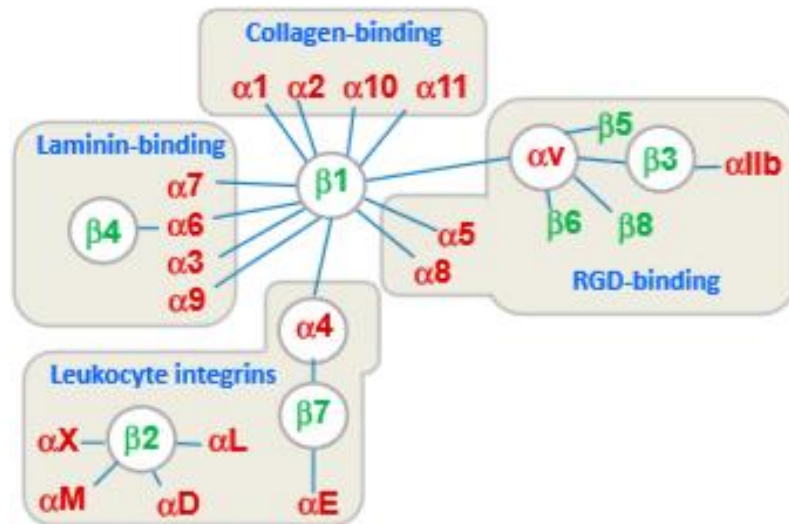 Collagen-binding
α1 α2 α10 α11
Laminin-binding
α7
β4 α6
α3
α9
β1
β5
αv β3 αIIb
β6 β8
α5
α8
RGD-binding
α4
Leukocyte integrins
β7
αX β2 αL
αM αD αE